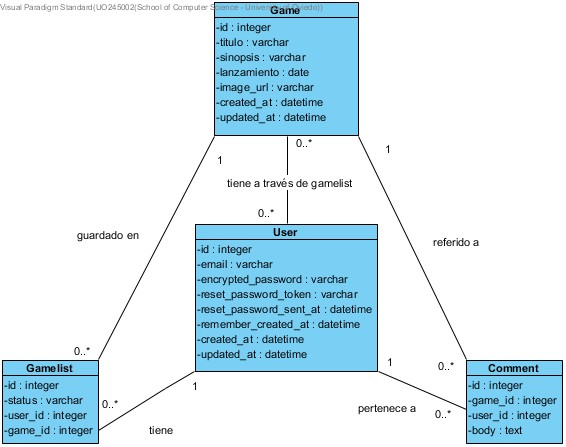 Visual Paradigm Standard(UO245002(School of Computer Science - University of Oviedo))
Game
-id : integer
-titulo : varchar
-sinopsis : varchar
-lanzamiento : date
-image_url : varchar
-created_at : datetime
-updated_at : datetime
0..*
1
1
tiene a través de gamelist
0..*
guardado en
referido a
User
-id : integer
-email : varchar
-encrypted_password : varchar
-reset_password_token : varchar
-reset_password_sent_at : datetime
-remember_created_at : datetime
-created_at : datetime
-updated_at : datetime
0..*
Gamelist
-id : integer
-status : varchar
-user_id : integer
-game_id : integer
0..*
1
tiene
1
0..*
pertenece a
0..*
Comment
-id : integer
-game_id : integer
-user_id : integer
-body : text